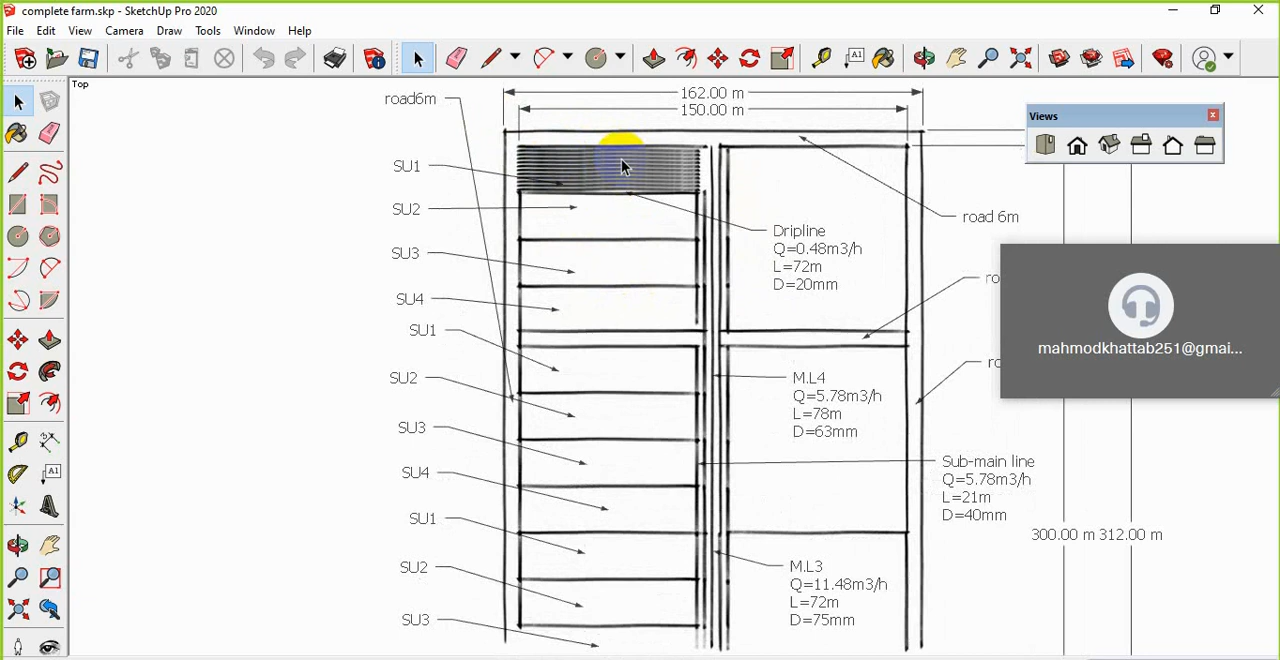 complete farm.skp - SketchUp Pro 2020
File Edit View Camera Draw Tools Window Help
Top
162.00 m
150.00 m
road6m
Views
SU1
SU2
road 6m
Dripline
Q=0.48m3/h
L=72m
D=20mm
SU3
SU4
SU1
mahmodkhattab251@gmai...
SU2
M.L4
Q=5.78m3/h
L=78m
D=63mm
SU3
SU4
Sub-main line
Q=5.78m3/h
L=21m
D=40mm
SU1
300.00 m 312.00 m
SU2
M.L3
Q=11.48m3/h
L=72m
D=75mm
SU3